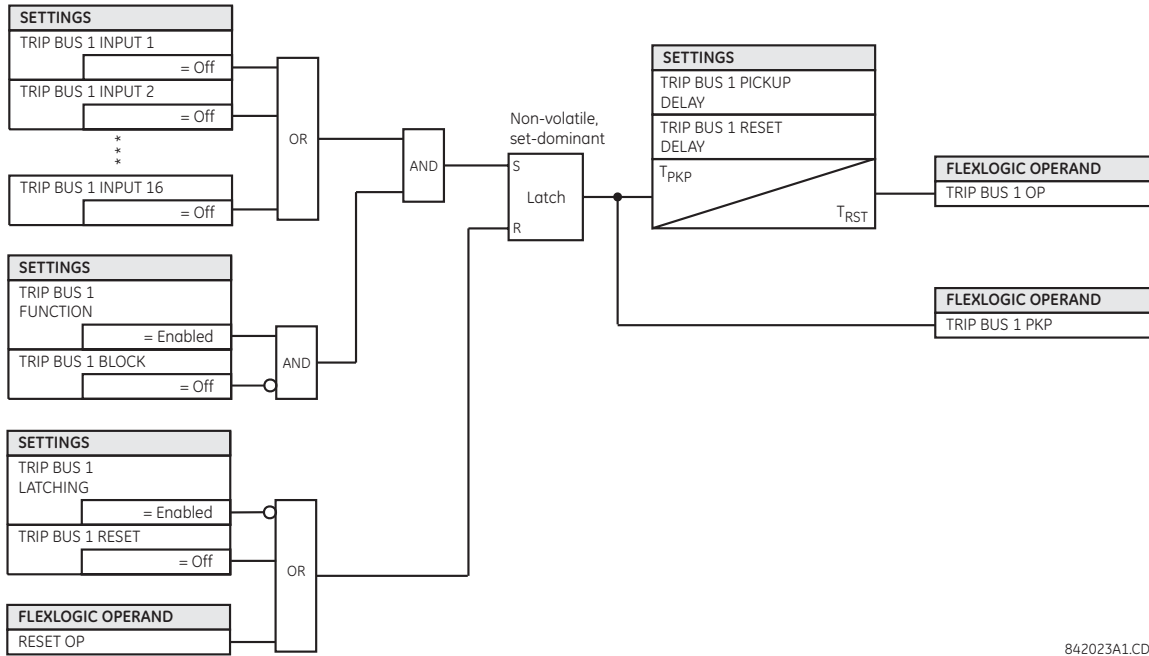 SETTINGS
TRIP BUS 1 INPUT 1
= Off
TRIP BUS 1 INPUT 2
= Off
* * *
TRIP BUS 1 INPUT 16
= Off
OR
SETTINGS
TRIP BUS 1
FUNCTION
= Enabled
TRIP BUS 1 BLOCK
= Off
AND
AND
SETTINGS
TRIP BUS 1
LATCHING
= Enabled
TRIP BUS 1 RESET
= Off
FLEXLOGIC OPERAND
RESET OP
OR
Non-volatile,
set-dominant
S
Latch
R
SETTINGS
TRIP BUS 1 PICKUP
DELAY
TRIP BUS 1 RESET
DELAY
TPKP
TRST
FLEXLOGIC OPERAND
TRIP BUS 1 OP
FLEXLOGIC OPERAND
TRIP BUS 1 PKP
842023A1.CD